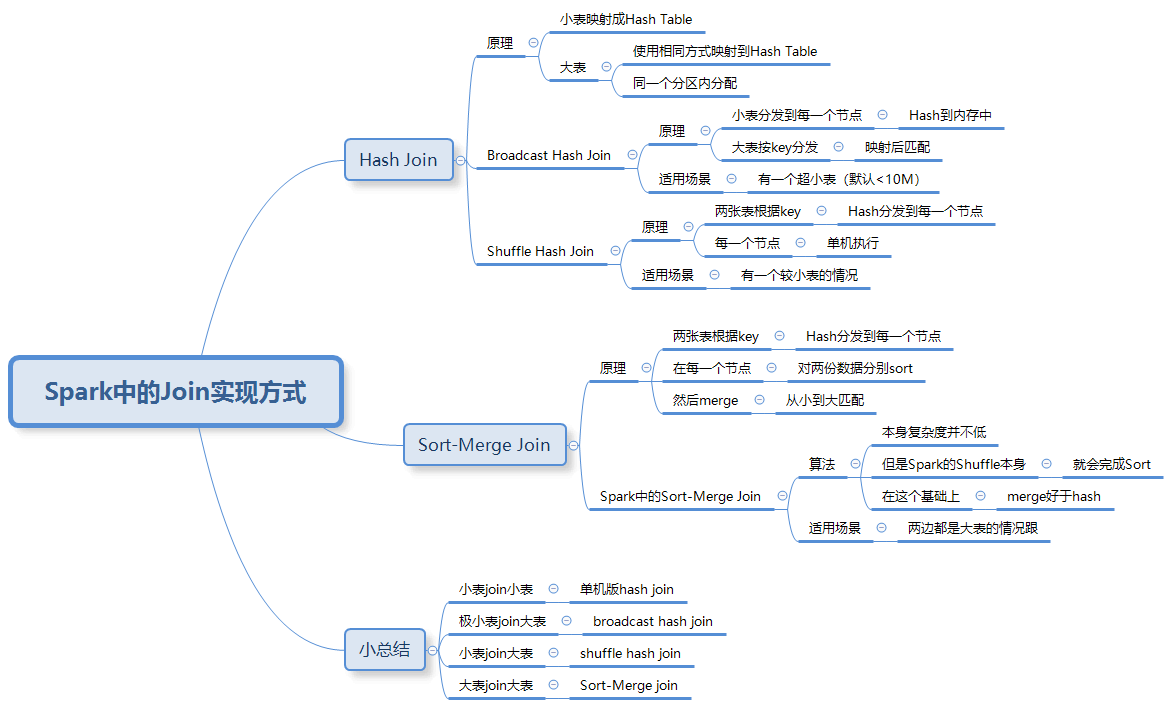 Spark中的Join实现方式
Hash Join
原理
小表映射成Hash Table
大表
使用相同方式映射到Hash Table
同一个分区内分配
Broadcast Hash Join
原理
小表分发到每一个节点
Hash到内存中
大表按key分发
映射后匹配
适用场景
有一个超小表（默认<10M）
Shuffle Hash Join
原理
两张表根据key
Hash分发到每一个节点
每一个节点
单机执行
适用场景
有一个较小表的情况
Sort-Merge Join
原理
两张表根据key
Hash分发到每一个节点
在每一个节点
对两份数据分别sort
然后merge
从小到大匹配
Spark中的Sort-Merge Join
算法
本身复杂度并不低
但是Spark的Shuffle本身
就会完成Sort
在这个基础上
merge好于hash
适用场景
两边都是大表的情况跟
小总结
小表join小表
单机版hash join
极小表join大表
broadcast hash join
小表join大表
shuffle hash join
大表join大表
Sort-Merge join